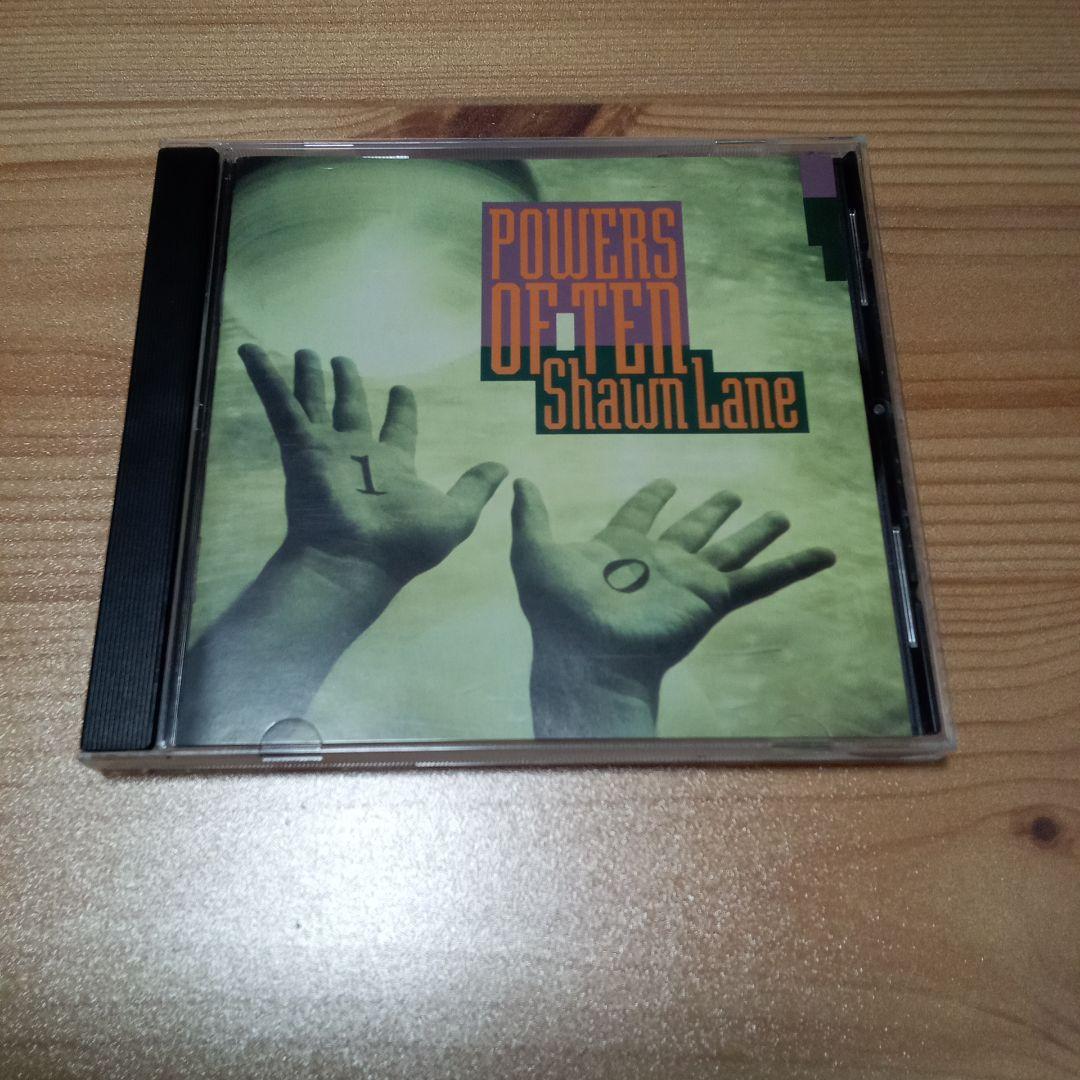 POWERS
OF TEN
Shawn Lane
1
0